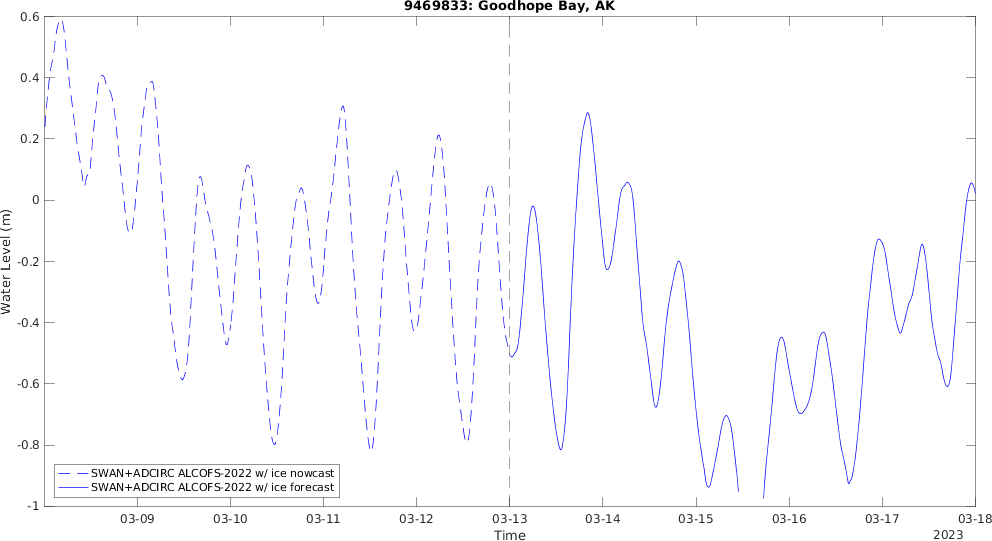 9469833: Goodhope Bay, AK
0.6
0.4
0.2
0
-0.2
-0.4
-0.6
-0.8
-1
Water Level (m)
SWAN+ADCIRC ALCOFS-2022 w/ ice nowcast
SWAN+ADCIRC ALCOFS-2022 w/ ice forecast
03-09 03-10 03-11 03-12 03-13 03-14 03-15 03-16 03-17 03-18
Time
2023